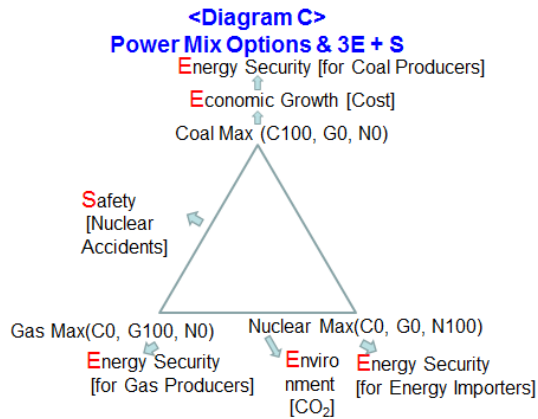 <Diagram C>
Power Mix Options & 3E + S
Energy Security [for Coal Producers]
Economic Growth [Cost]
Coal Max (C100, G0, N0)
Safety
[Nuclear
Accidents]
Gas Max(C0, G100, N0)
Nuclear Max(C0, G0, N100)
Energy Security
[for Gas Producers]
Enviro
nment
[CO₂]
Energy Security
[for Energy Importers]